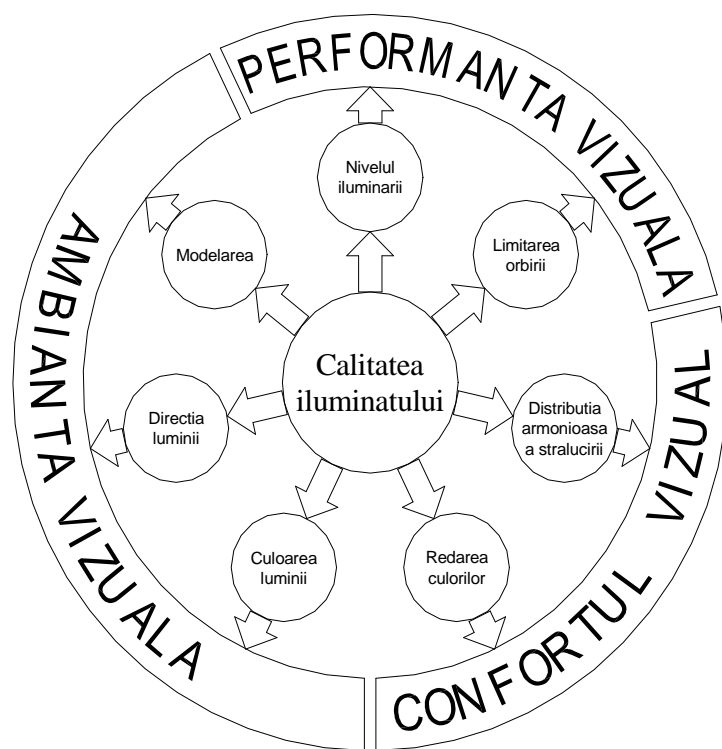 PERFORMANTA VIZUALA
Nivelul
iluminarii
Modelarea
Limitarea
orbirii
AMBIANTA VIZUALA
Calitatea
iluminatului
Directia
luminii
Distributia
armonioasa
a stralucirii
Culoarea
luminii
Redarea
culorilor
CONFORTUL VIZUAL